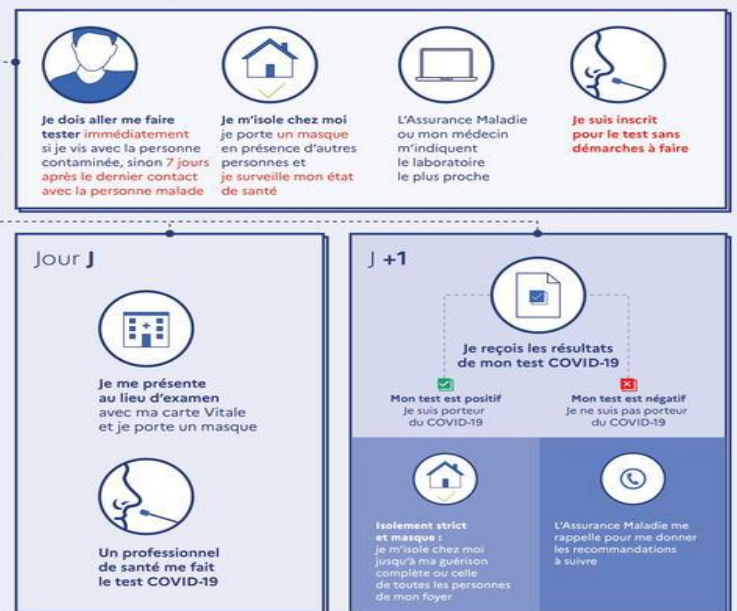 Je dois aller me faire
tester immédiatement
si je vis avec la personne
contaminée, sinon 7 jours
après le dernier contact
avec la personne malade
Je m'isole chez moi
je porte un masque
en présence d'autres
personnes et
je surveille mon état
de santé
L'Assurance Maladie
ou mon médecin
m'indiquent
le laboratoire
le plus proche
Je suis inscrit
pour le test sans
démarches à faire
Jour J
Je me présente
au lieu d'examen
avec ma carte Vitale
et je porte un masque
Un professionnel
de santé me fait
le test COVID-19
J +1
Je reçois les résultats
de mon test COVID-19
Mon test est positif
Je suis porteur
du COVID-19
Mon test est négatif
Je ne suis pas porteur
du COVID-19
Isolement strict
et masque :
je m'isole chez moi
jusqu'à ma guérison
complète ou celle
de toutes les personnes
de mon foyer
L'Assurance Maladie me
rappelle pour me donner
les recommandations
à suivre